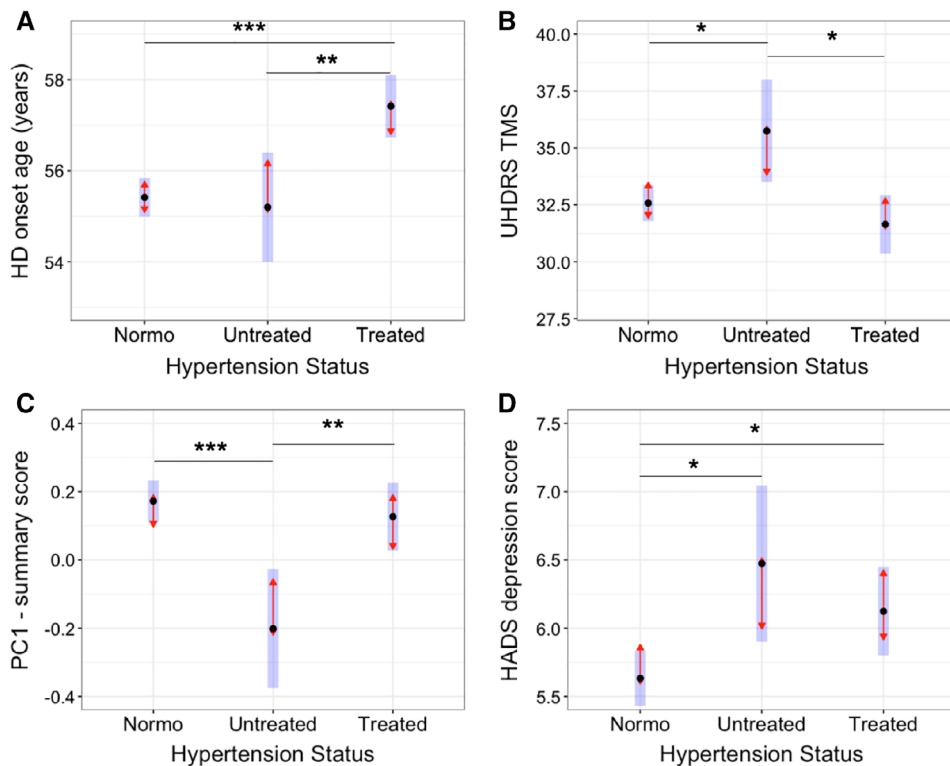 A
HD onset age (years)
58
56
54
***
**
Normo Untreated Treated
Hypertension Status
B
UHDRS TMS
40.0
37.5
35.0
32.5
30.0
27.5
*
*
Normo Untreated Treated
Hypertension Status
C
PC1 - summary score
0.4
0.2
0.0
-0.2
-0.4
***
**
Normo Untreated Treated
Hypertension Status
D
HADS depression score
7.5
7.0
6.5
6.0
5.5
*
*
Normo Untreated Treated
Hypertension Status